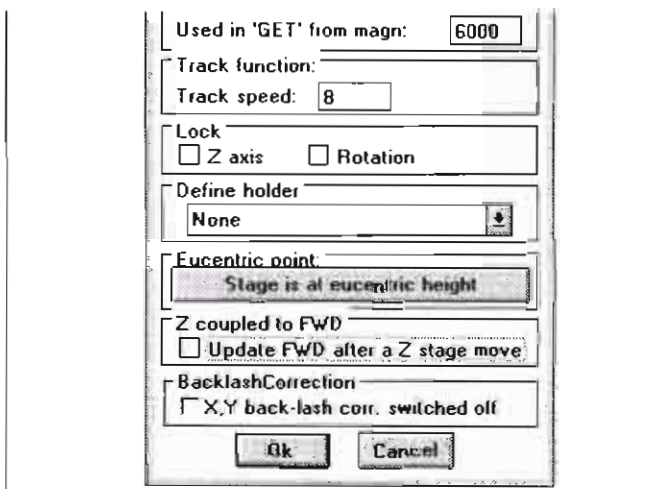 Used in 'GET' from magn: 6000
Track function:
Track speed: 8
Lock
Z axis Rotation
Define holder
None
Eucentric point:
Stage is at eucentric height
Z coupled to FWD
Update FWD after a Z stage move
BacklashCorrection
X,Y back-lash corr. switched off
Ok Cancel